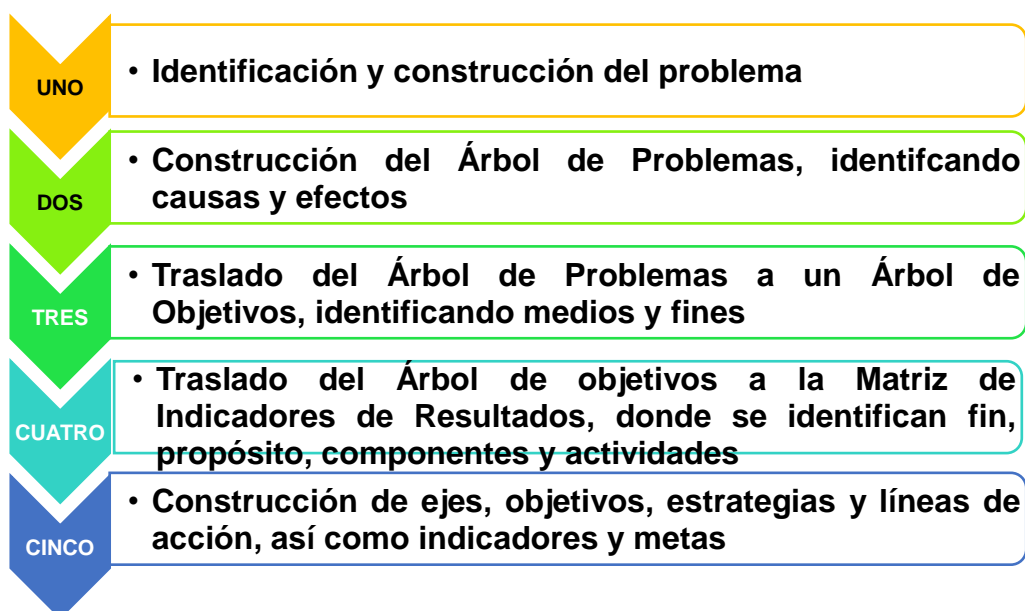 UNO
• Identificación y construcción del problema
DOS
• Construcción del Árbol de Problemas, identifcando
causas y efectos
TRES
• Traslado del Árbol de Problemas a un Árbol de
Objetivos, identificando medios y fines
CUATRO
• Traslado del Árbol de objetivos a la Matriz de
Indicadores de Resultados, donde se identifican fin,
propósito, componentes y actividades
CINCO
• Construcción de ejes, objetivos, estrategias y líneas de
acción, así como indicadores y metas